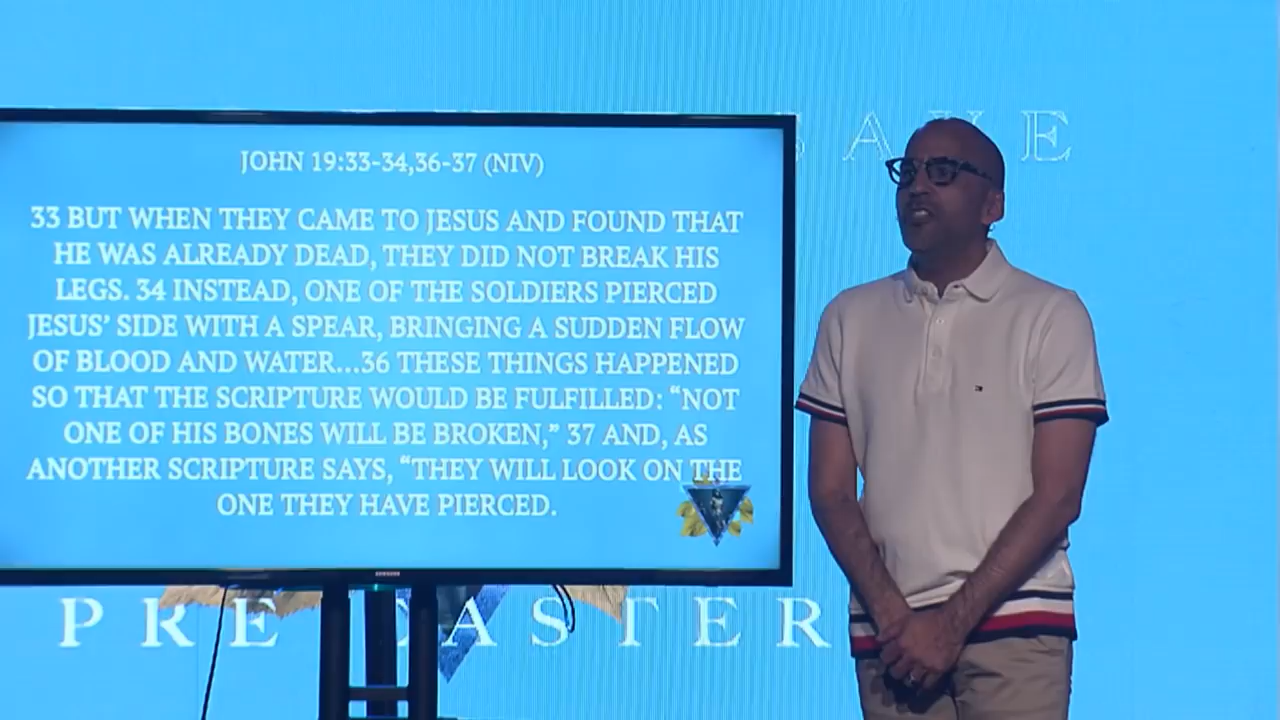 AVE
JOHN 19:33-34,36-37 (NIV)
33 BUT WHEN THEY CAME TO JESUS AND FOUND THAT
HE WAS ALREADY DEAD, THEY DID NOT BREAK HIS
LEGS. 34 INSTEAD, ONE OF THE SOLDIERS PIERCED
JESUS’ SIDE WITH A SPEAR, BRINGING A SUDDEN FLOW
OF BLOOD AND WATER...36 THESE THINGS HAPPENED
SO THAT THE SCRIPTURE WOULD BE FULFILLED: “NOT
ONE OF HIS BONES WILL BE BROKEN,” 37 AND, AS
ANOTHER SCRIPTURE SAYS, “THEY WILL LOOK ON THE
ONE THEY HAVE PIERCED.
SAMSUNG
PRE EASTER